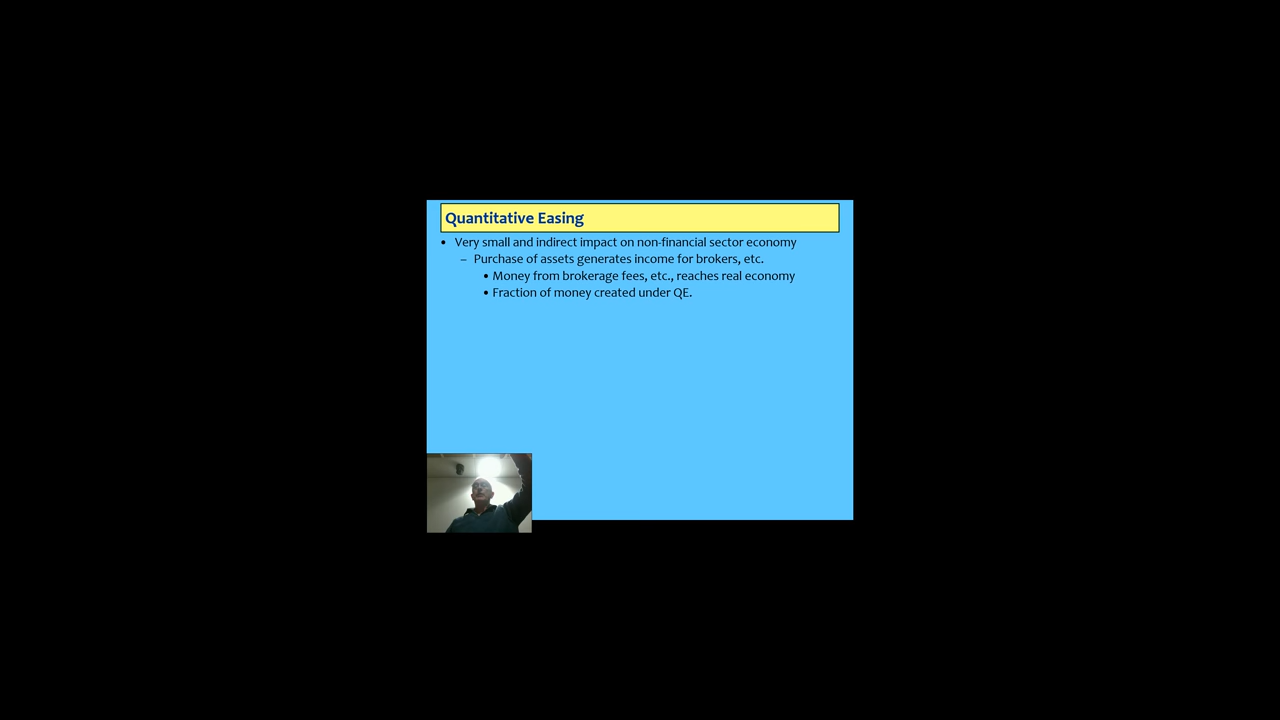 Quantitative Easing
• Very small and indirect impact on non-financial sector economy
– Purchase of assets generates income for brokers, etc.
• Money from brokerage fees, etc., reaches real economy
• Fraction of money created under QE.